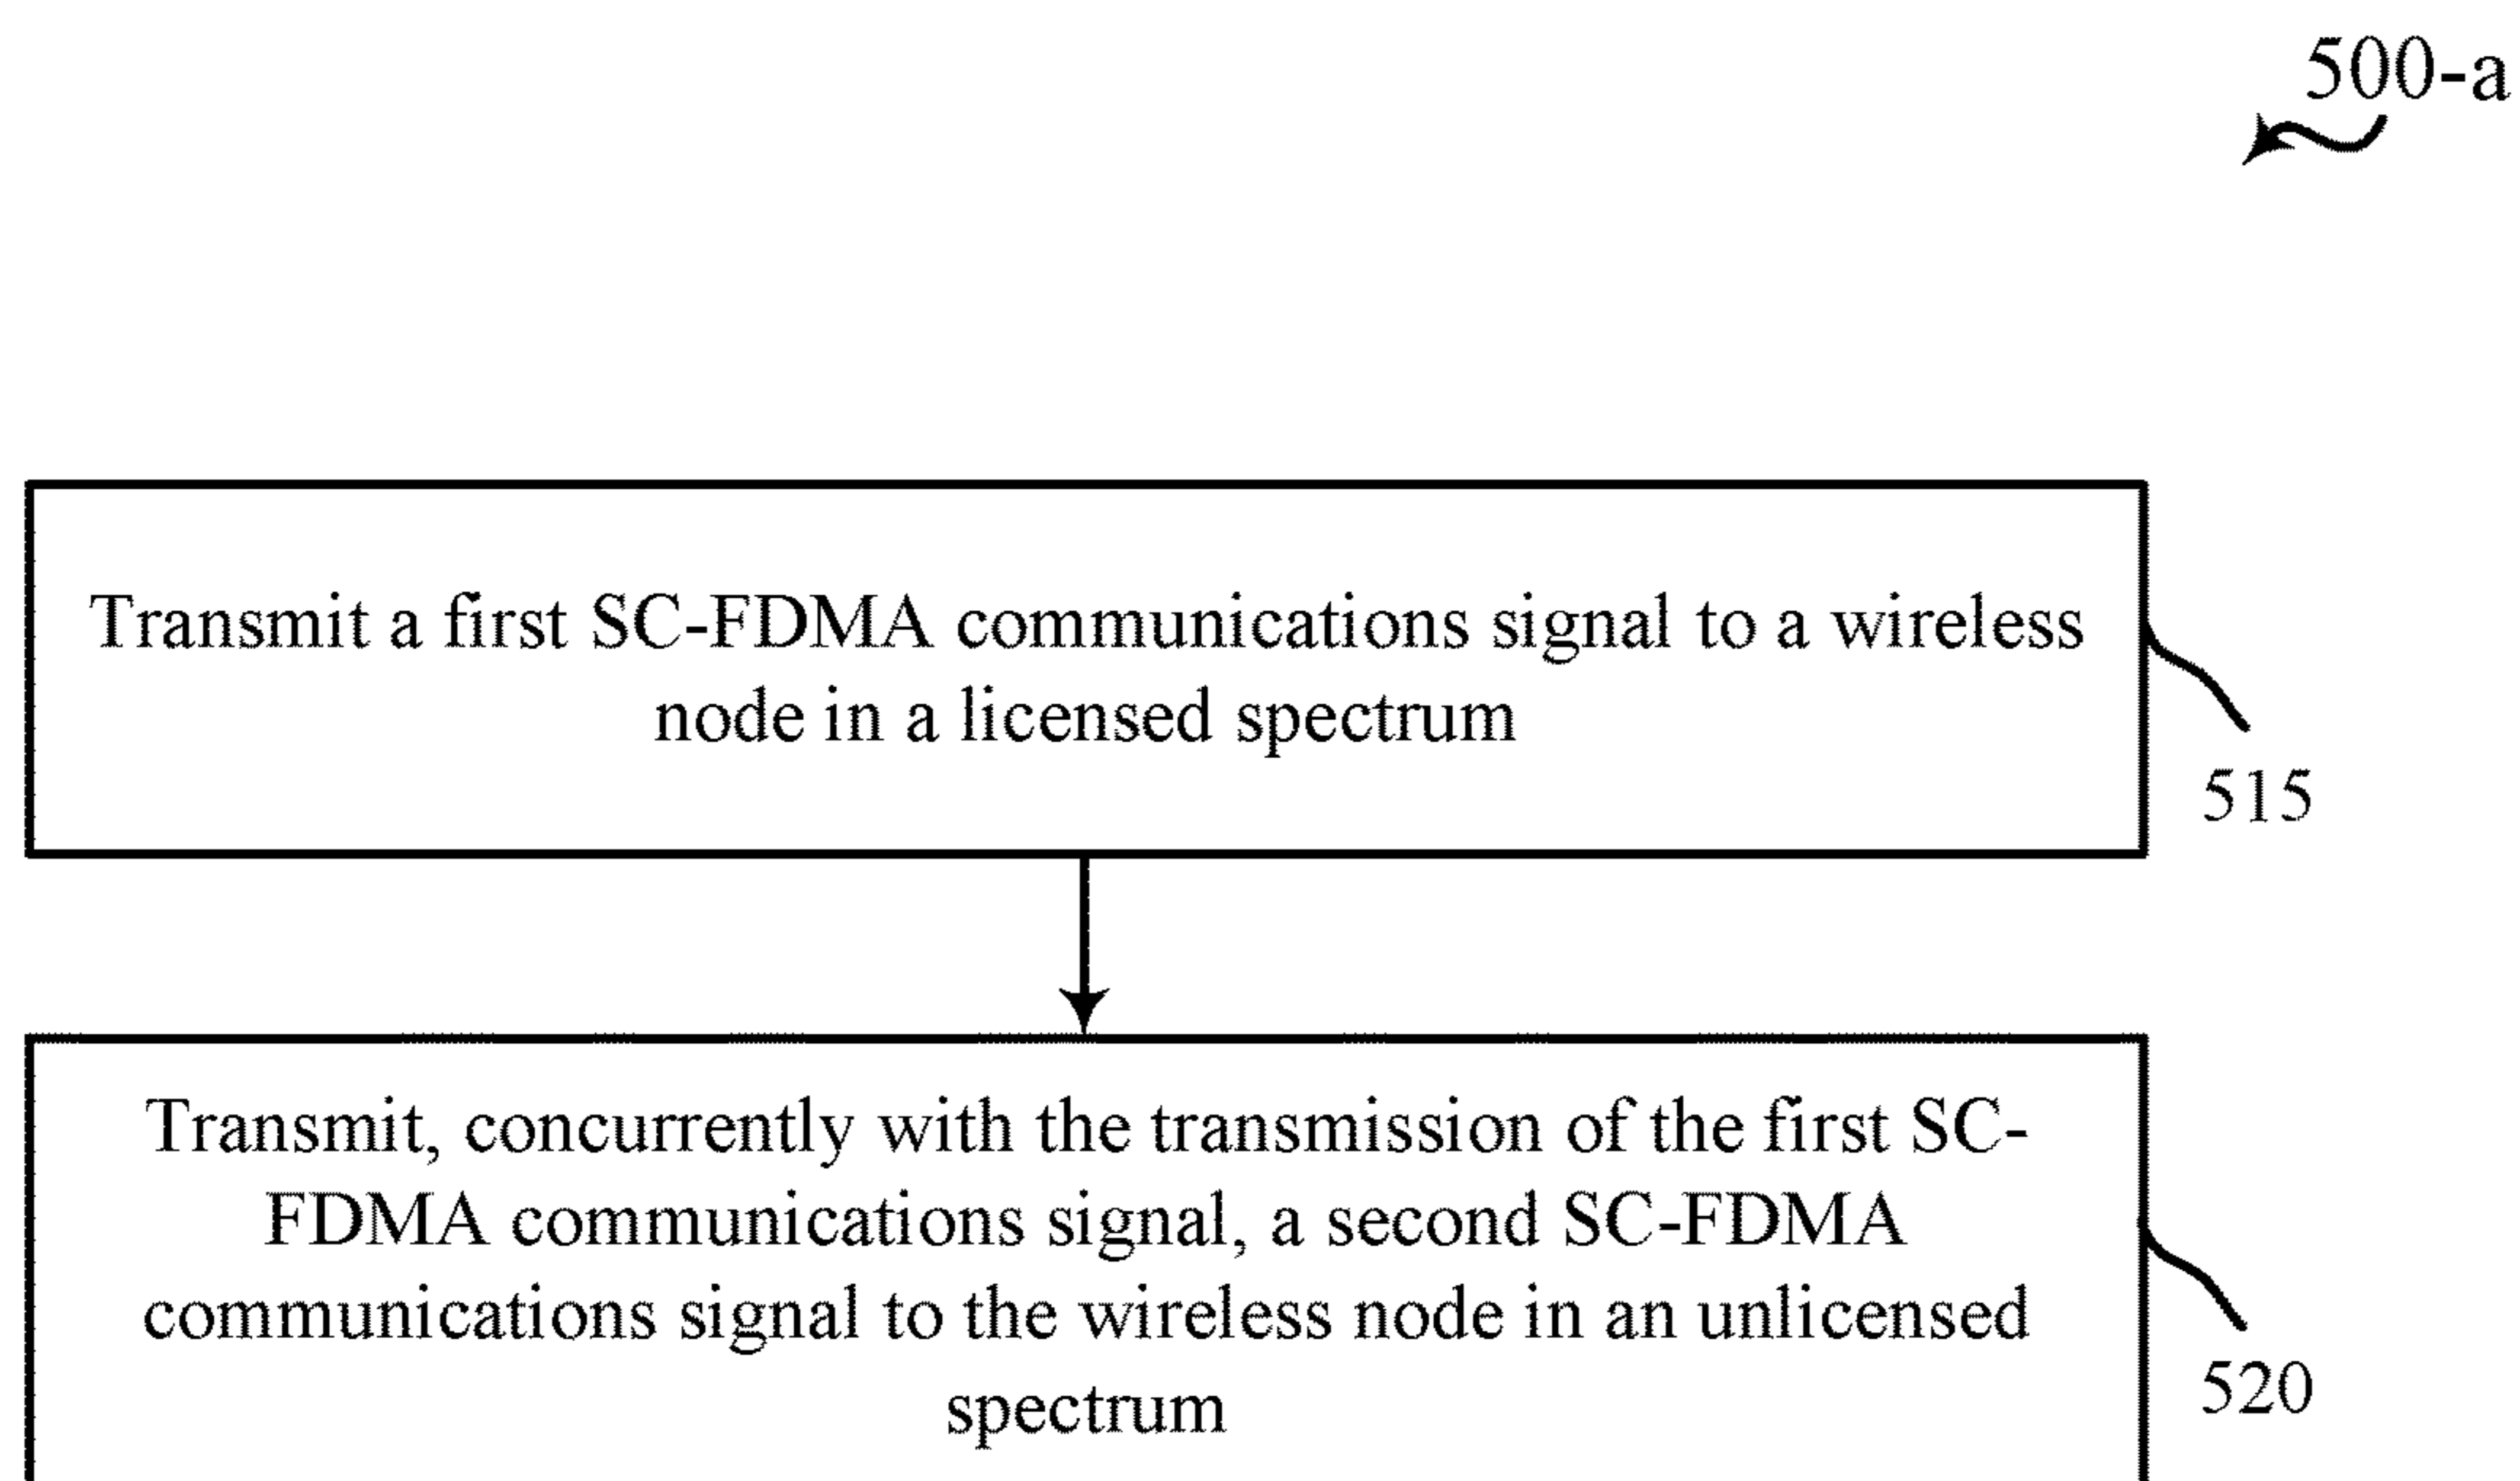 500-a
Transmit a first SC-FDMA communications signal to a wireless
node in a licensed spectrum
515
Transmit, concurrently with the transmission of the first SC-
FDMA communications signal, a second SC-FDMA
communications signal to the wireless node in an unlicensed
spectrum
520